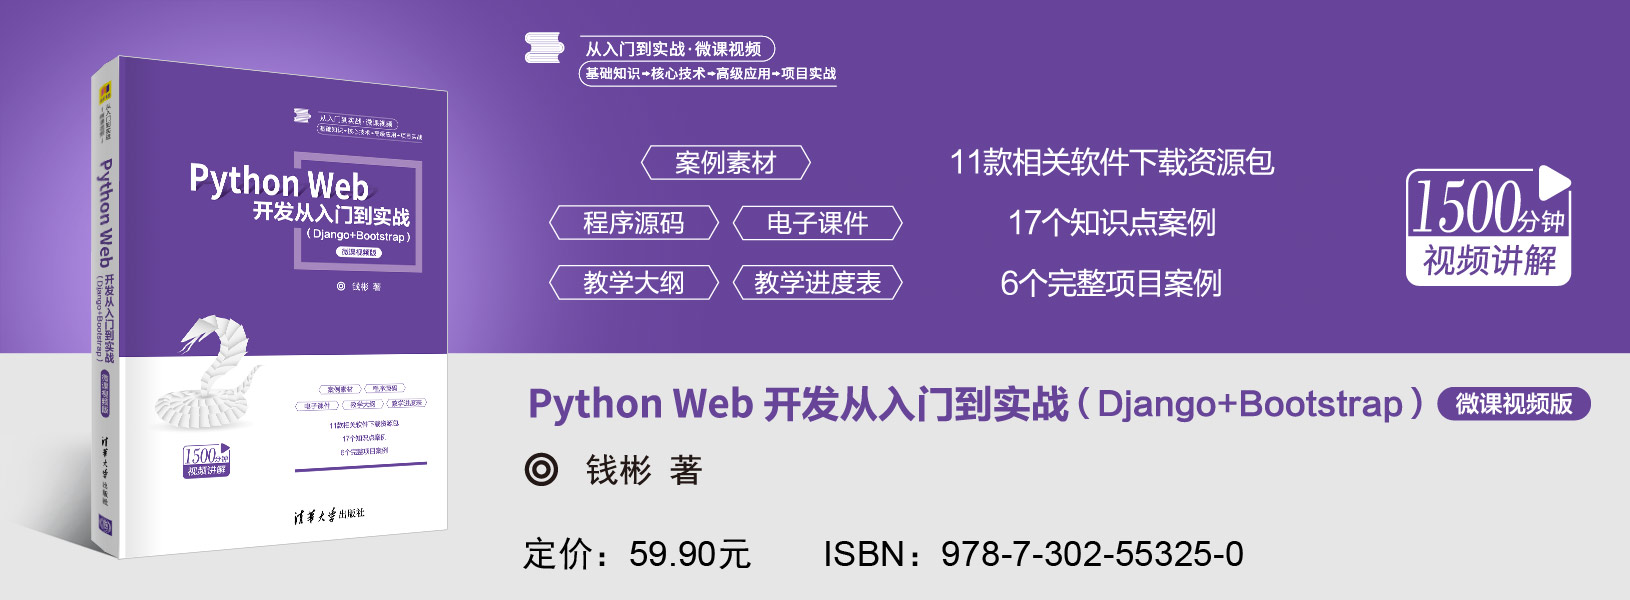 从入门到实战·微课视频
基础知识→核心技术→高级应用→项目实战
案例素材
程序源码 电子课件
教学大纲 教学进度表
11款相关软件下载资源包
17个知识点案例
6个完整项目案例
1500分钟
视频讲解
Python Web 开发从入门到实战（Django+Bootstrap） 微课视频版
钱彬 著
定价：59.90元 ISBN：978-7-302-55325-0
从入门到实战·微课视频
基础知识→核心技术→高级应用→项目实战
Python Web
开发从入门到实战
（Django+Bootstrap）
微课视频版
钱彬 著
案例素材 程序源码
电子课件 教学大纲 教学进度表
11款相关软件下载资源包
17个知识点案例
6个完整项目案例
1500分钟
视频讲解
清华大学出版社
Python Web 开发从入门到实战
（Django+Bootstrap）
微课视频版
清华大学出版社